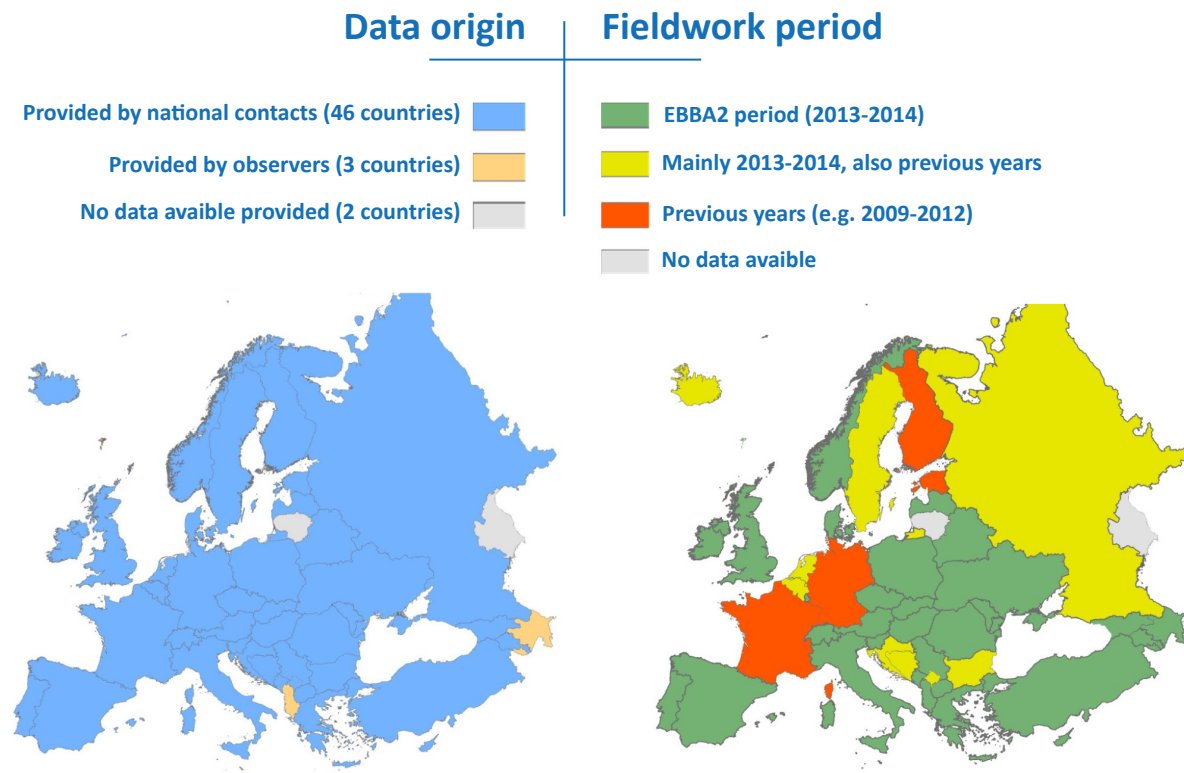 Data origin
Provided by national contacts (46 countries)
Provided by observers (3 countries)
No data avaible provided (2 countries)
Fieldwork period
EBBA2 period (2013-2014)
Mainly 2013-2014, also previous years
Previous years (e.g. 2009-2012)
No data avaible